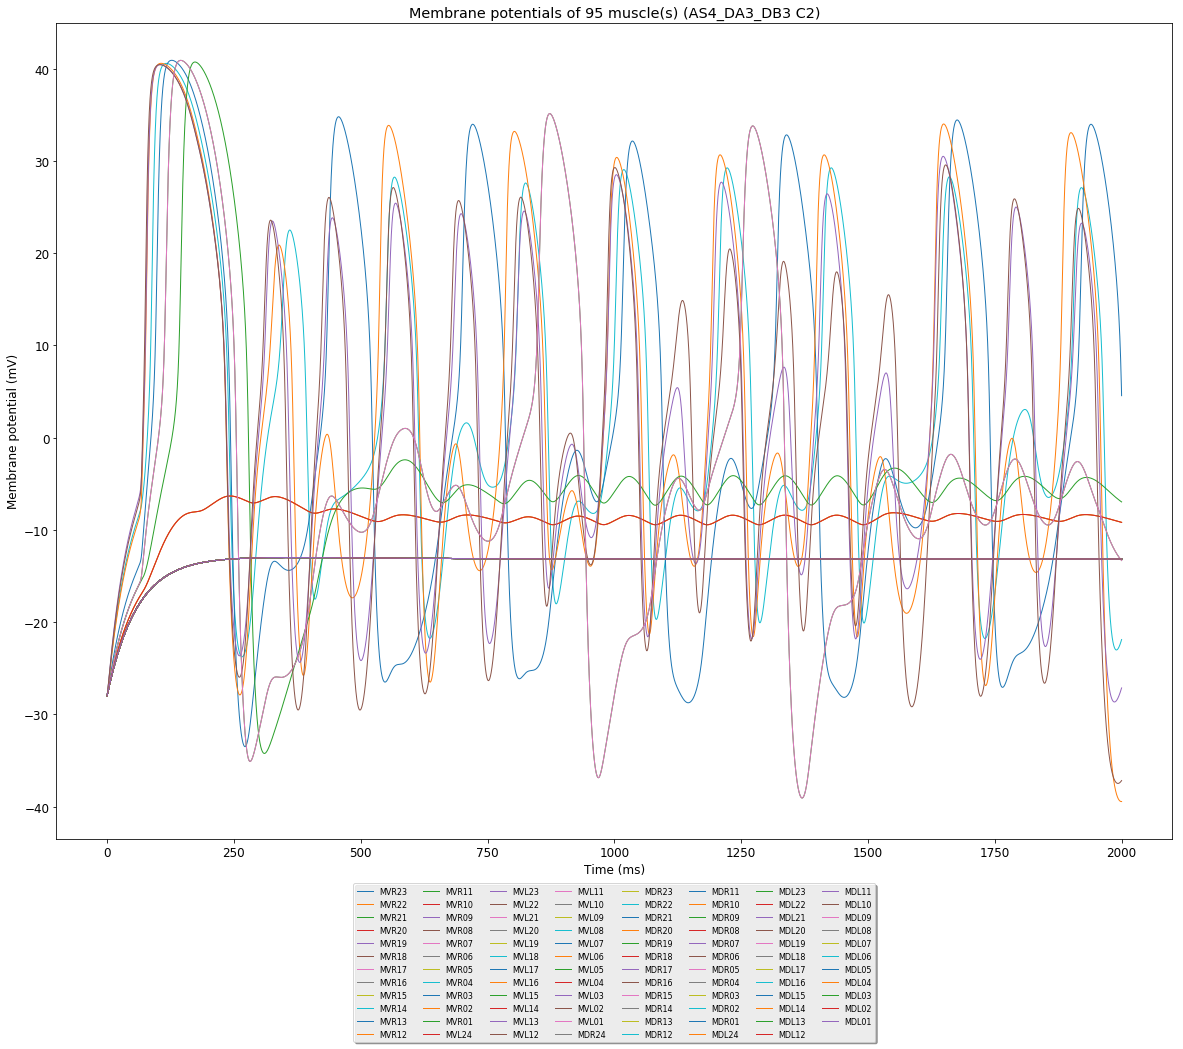 Membrane potentials of 95 muscle(s) (AS4_DA3_DB3 C2)
Membrane potential (mV)
40
30
20
10
0
−10
−20
−30
−40
0 250 500 750 1000 1250 1500 1750 2000
Time (ms)
MVR23 MVR11 MVL23 MVL11 MDR23 MDR11 MDL23 MDL11
MVR22 MVR10 MVL22 MVL10 MDR22 MDR10 MDL22 MDL10
MVR21 MVR09 MVL21 MVL09 MDR21 MDR09 MDL21 MDL09
MVR20 MVR08 MVL20 MVL08 MDR20 MDR08 MDL20 MDL08
MVR19 MVR07 MVL19 MVL07 MDR19 MDR07 MDL19 MDL07
MVR18 MVR06 MVL18 MVL06 MDR18 MDR06 MDL18 MDL06
MVR17 MVR05 MVL17 MVL05 MDR17 MDR05 MDL17 MDL05
MVR16 MVR04 MVL16 MVL04 MDR16 MDR04 MDL16 MDL04
MVR15 MVR03 MVL15 MVL03 MDR15 MDR03 MDL15 MDL03
MVR14 MVR02 MVL14 MVL02 MDR14 MDR02 MDL14 MDL02
MVR13 MVR01 MVL13 MVL01 MDR13 MDR01 MDL13 MDL01
MVR12 MVL24 MVL12 MDR24 MDR12 MDL24 MDL12